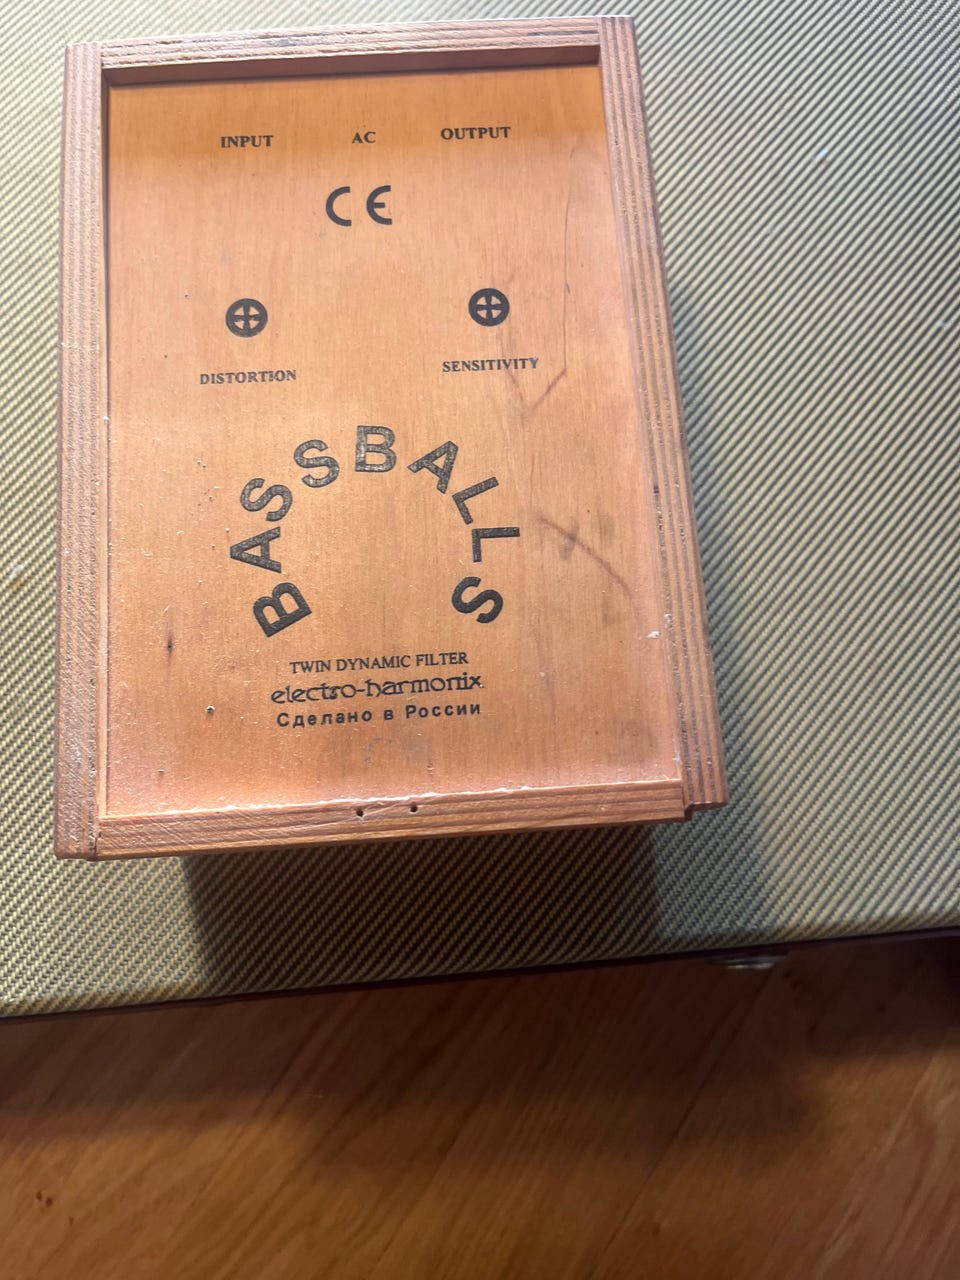 INPUT AC OUTPUT
CE
DISTORTION SENSITIVITY
BASSBALLS
TWIN DYNAMIC FILTER
electro-harmonix
Сделано в России